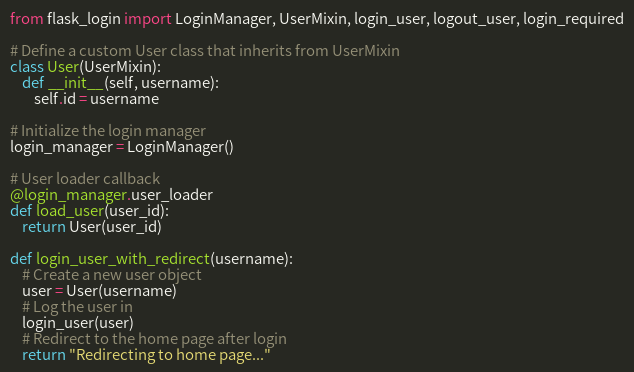 from flask_login import LoginManager, UserMixin, login_user, logout_user, login_required

# Define a custom User class that inherits from UserMixin
class User(UserMixin):
    def __init__(self, username):
        self.id = username

# Initialize the login manager
login_manager = LoginManager()

# User loader callback
@login_manager.user_loader
def load_user(user_id):
    return User(user_id)

def login_user_with_redirect(username):
    # Create a new user object
    user = User(username)
    # Log the user in
    login_user(user)
    # Redirect to the home page after login
    return "Redirecting to home page..."